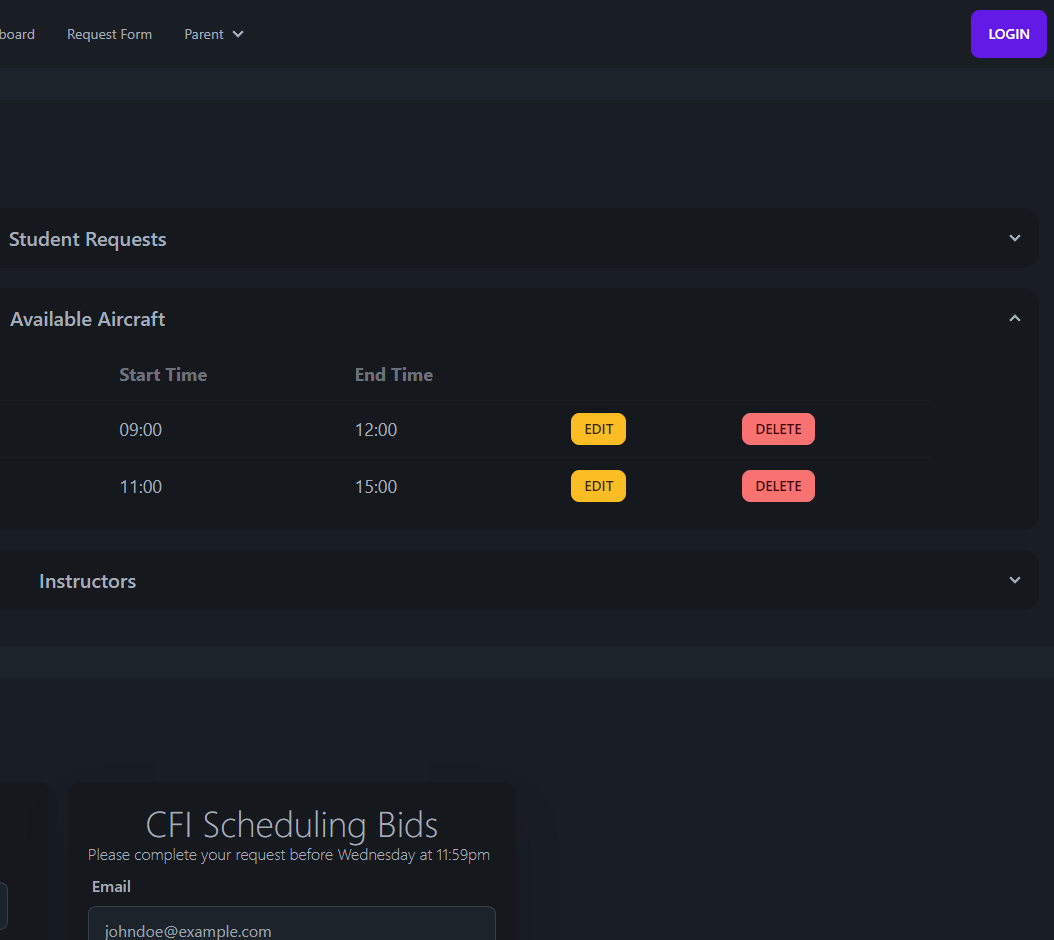 board Request Form Parent LOGIN
Student Requests
Available Aircraft
Start Time End Time
09:00 12:00 EDIT DELETE
11:00 15:00 EDIT DELETE
Instructors
CFI Scheduling Bids
Please complete your request before Wednesday at 11:59pm
Email
johndoe@example.com